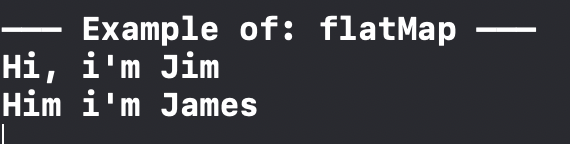 ——— Example of: flatMap ———
Hi, i'm Jim
Him i'm James